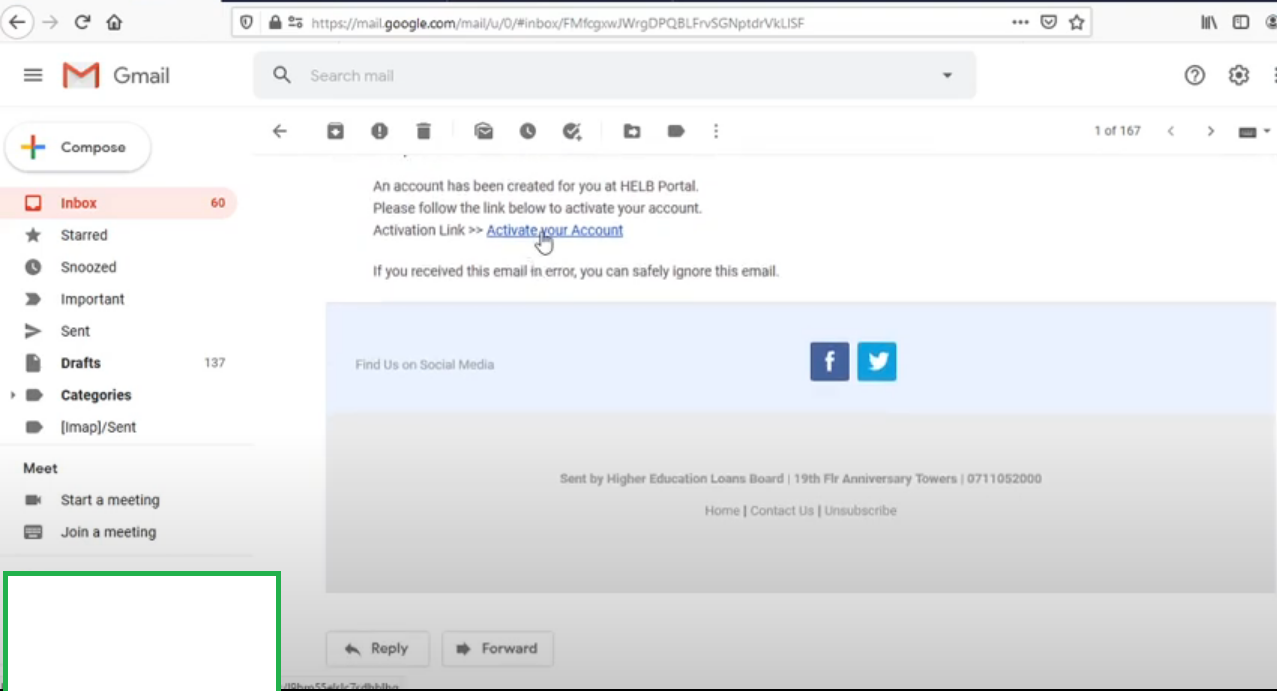 https://mail.google.com/mail/u/0/#inbox/FMfcgxwJWrgDPQBLFrvSGNptdrVkLlSF
Gmail
Search mail
Compose
1 of 167
Inbox 60
Starred
Snoozed
Important
Sent
Drafts 137
Categories
[Imap]/Sent
Meet
Start a meeting
Join a meeting
An account has been created for you at HELB Portal.
Please follow the link below to activate your account.
Activation Link >> Activate your Account
If you received this email in error, you can safely ignore this email.
Find Us on Social Media
Sent by Higher Education Loans Board | 19th Flr Anniversary Towers | 0711052000
Home | Contact Us | Unsubscribe
Reply
Forward